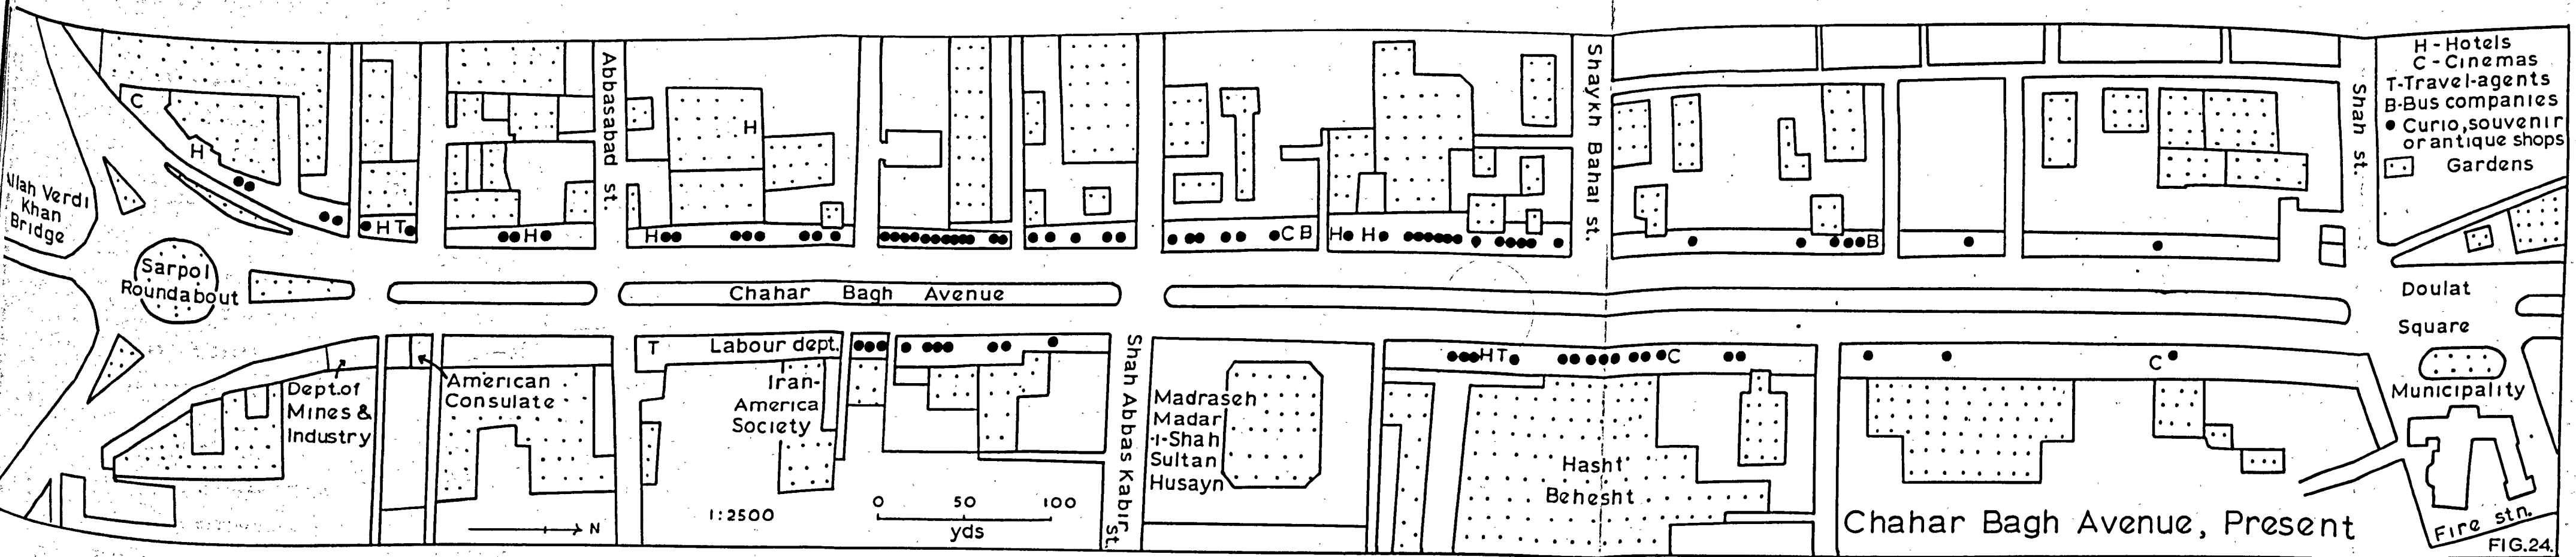 H - Hotels
C - Cinemas
T-Travel-agents
B-Bus companies
● Curio, souvenir
or antique shops
Gardens
C
H
Allah Verdi
Khan
Bridge
Sarpol
Roundabout
H T
H
Abbasabad st.
H
H
C B
H H
Shaykh Bahai st.
B
Shah st.
Chahar Bagh Avenue
Doulat
Square
Municipality
Fire stn.
Dept. of
Mines &
Industry
American
Consulate
T
Labour dept.
Iran-
America
Society
Shah Abbas Kabir st.
Madraseh
Madar
-i-Shah
Sultan
Husayn
H T
C
Hasht
Behesht
C
N
1:2500
0 50 100
yds
Chahar Bagh Avenue, Present
FIG.24.